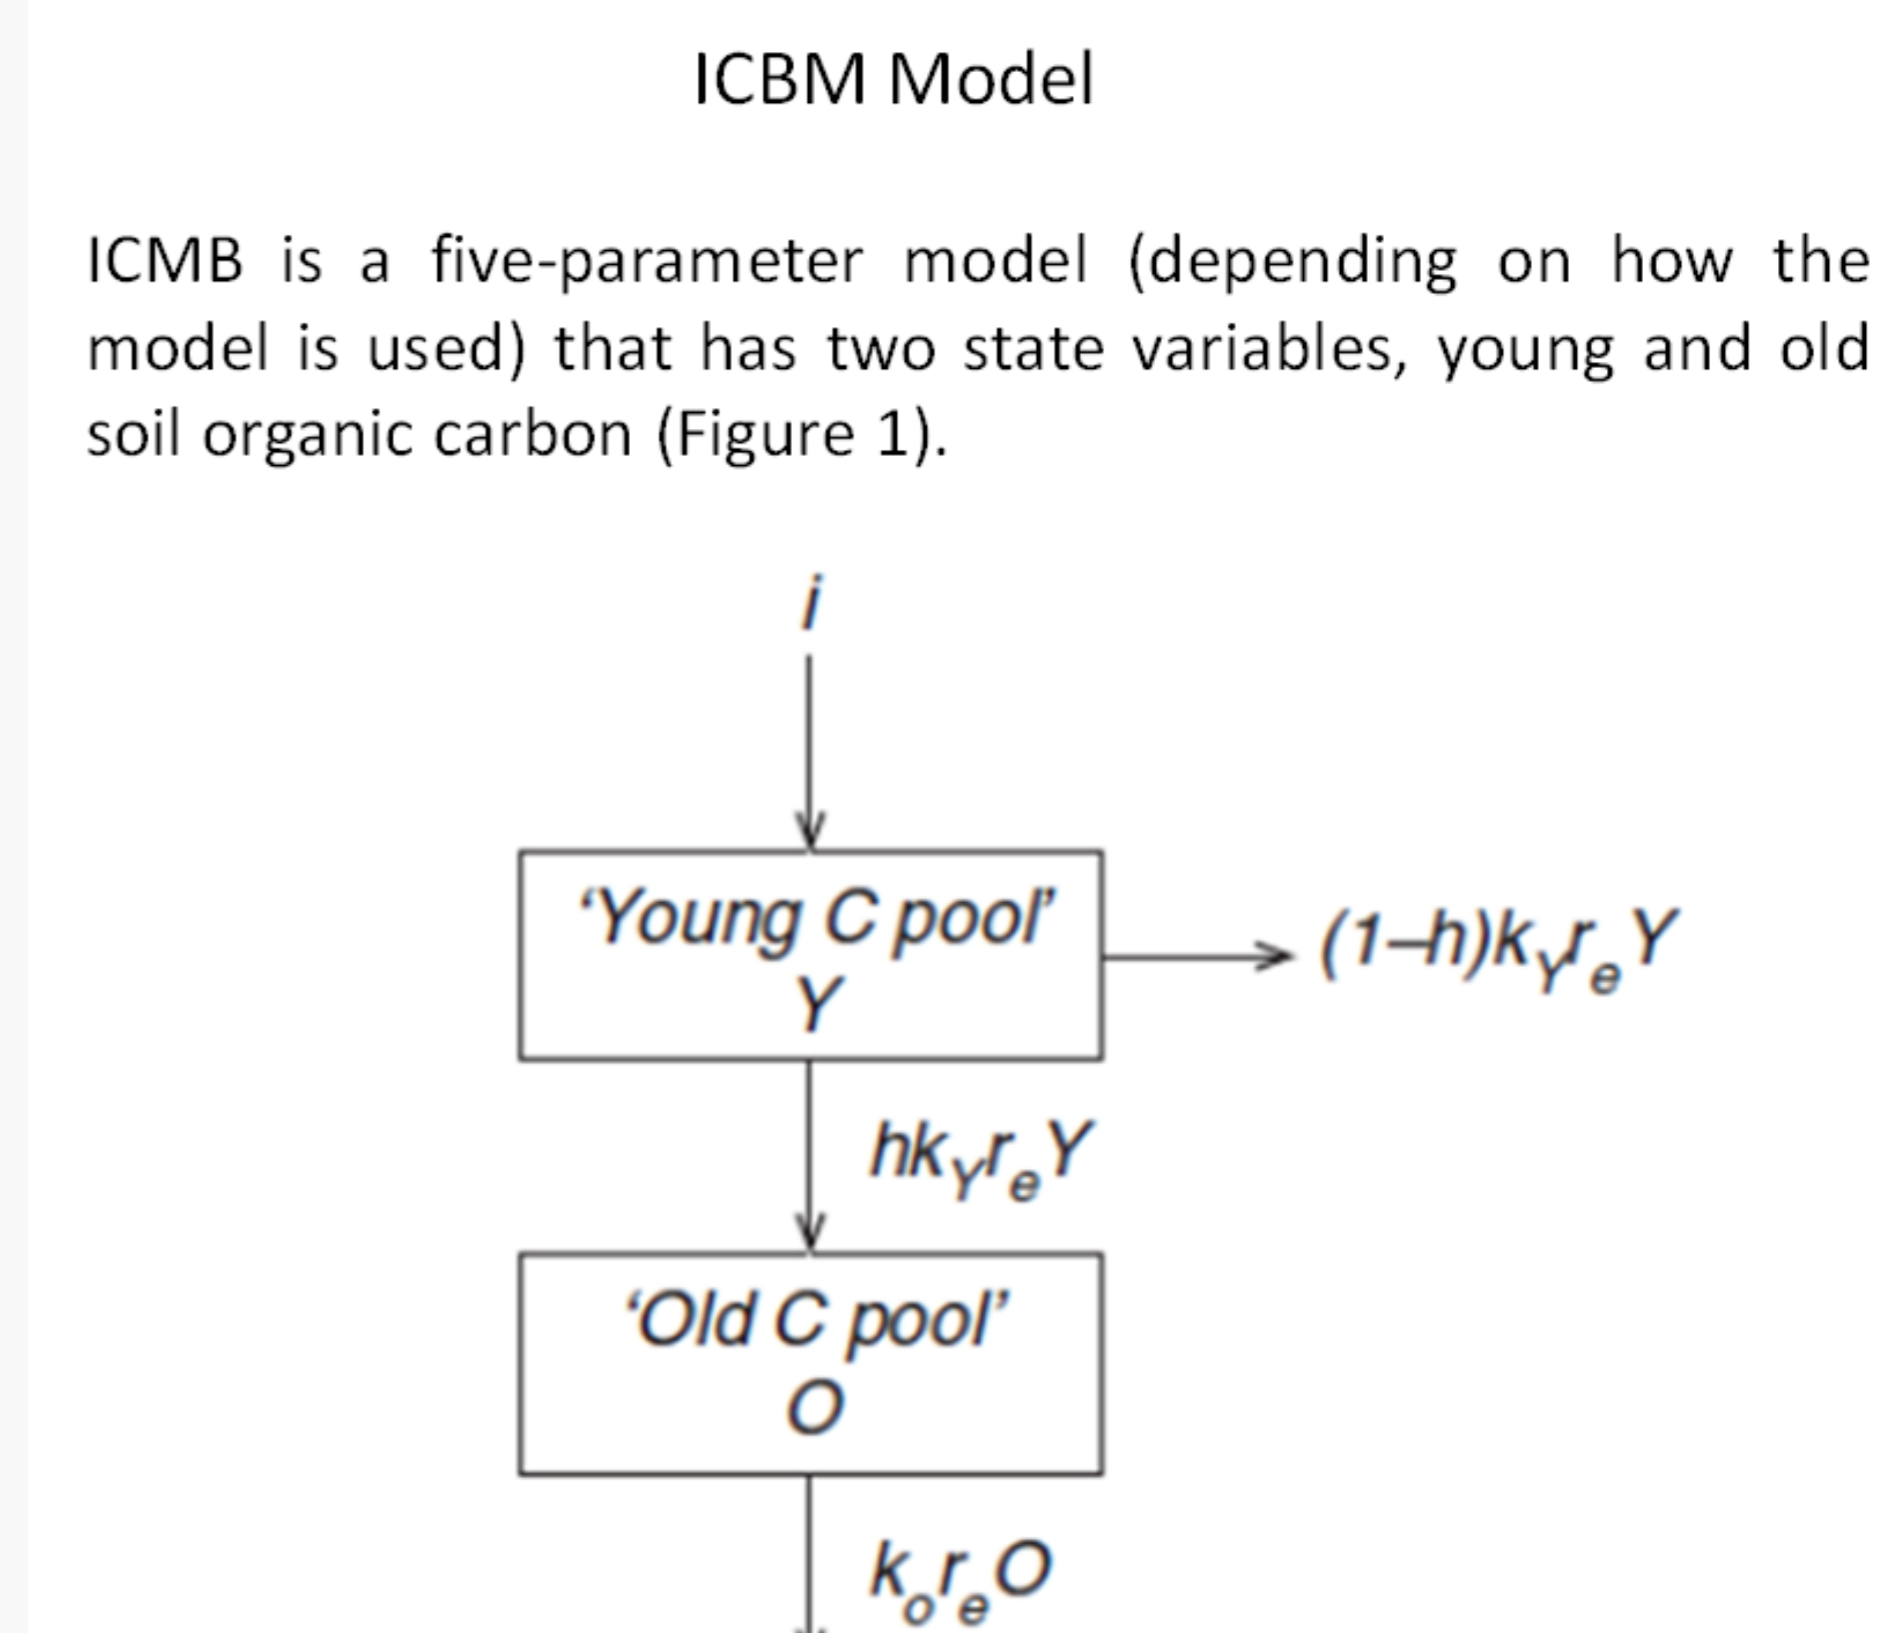 ICBM Model
ICMB is a five-parameter model (depending on how the
model is used) that has two state variables, young and old
soil organic carbon (Figure 1).
i
‘Young C pool’
Y
(1–h)kYreY
hkYreY
‘Old C pool’
O
koreO